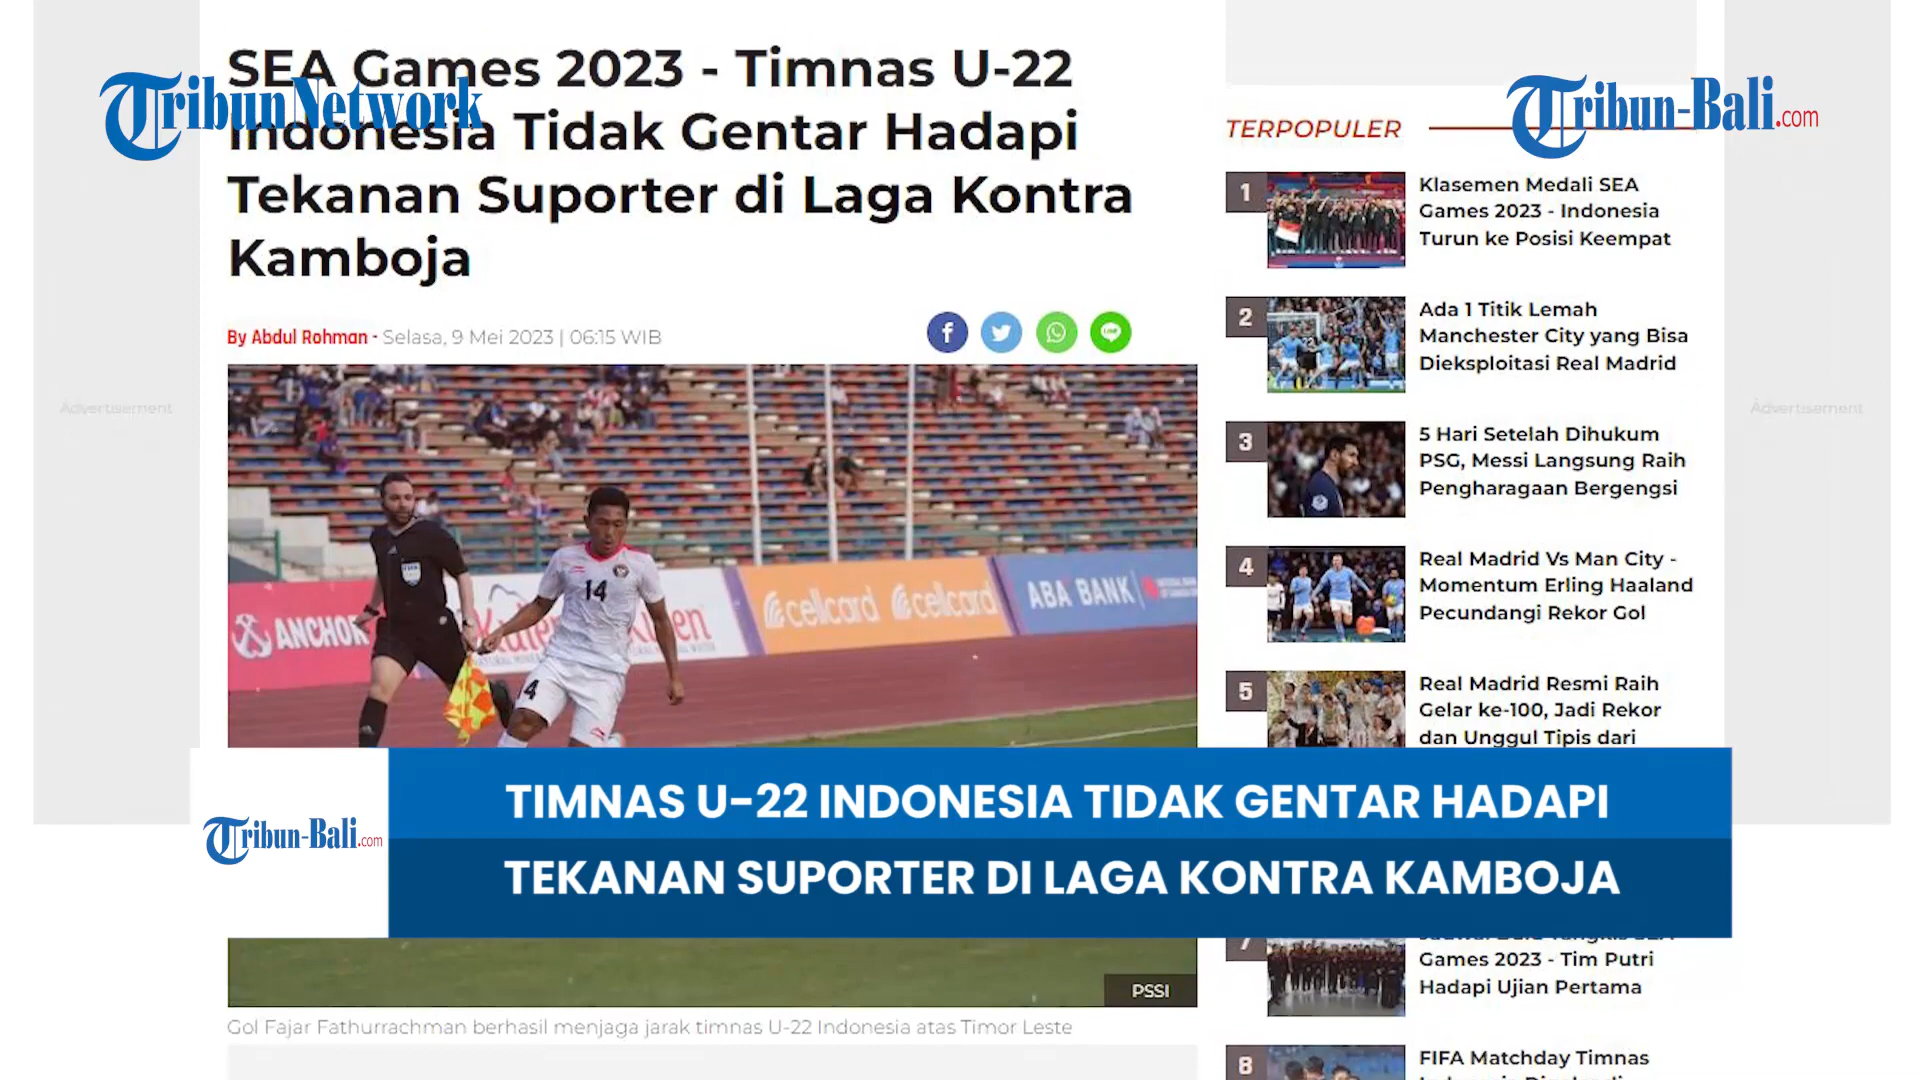 SEA Games 2023 - Timnas U-22
Indonesia Tidak Gentar Hadapi
Tekanan Suporter di Laga Kontra
Kamboja
Tribun Network
Tribun-Bali.com
By Abdul Rohman - Selasa, 9 Mei 2023 | 06:15 WIB
f
LINE
TERPOPULER
1
Klasemen Medali SEA
Games 2023 - Indonesia
Turun ke Posisi Keempat
2
Ada 1 Titik Lemah
Manchester City yang Bisa
Dieksploitasi Real Madrid
3
5 Hari Setelah Dihukum
PSG, Messi Langsung Raih
Pengharagaan Bergengsi
4
Real Madrid Vs Man City -
Momentum Erling Haaland
Pecundangi Rekor Gol
5
Real Madrid Resmi Raih
Gelar ke-100, Jadi Rekor
dan Unggul Tipis dari
Advertisement
Advertisement
14
14
ANCHOR
cellcard cellcard
ABA BANK
Tribun-Bali.com
TIMNAS U-22 INDONESIA TIDAK GENTAR HADAPI
TEKANAN SUPORTER DI LAGA KONTRA KAMBOJA
7
Games 2023 - Tim Putri
Hadapi Ujian Pertama
PSSI
Gol Fajar Fathurrachman berhasil menjaga jarak timnas U-22 Indonesia atas Timor Leste
8
FIFA Matchday Timnas